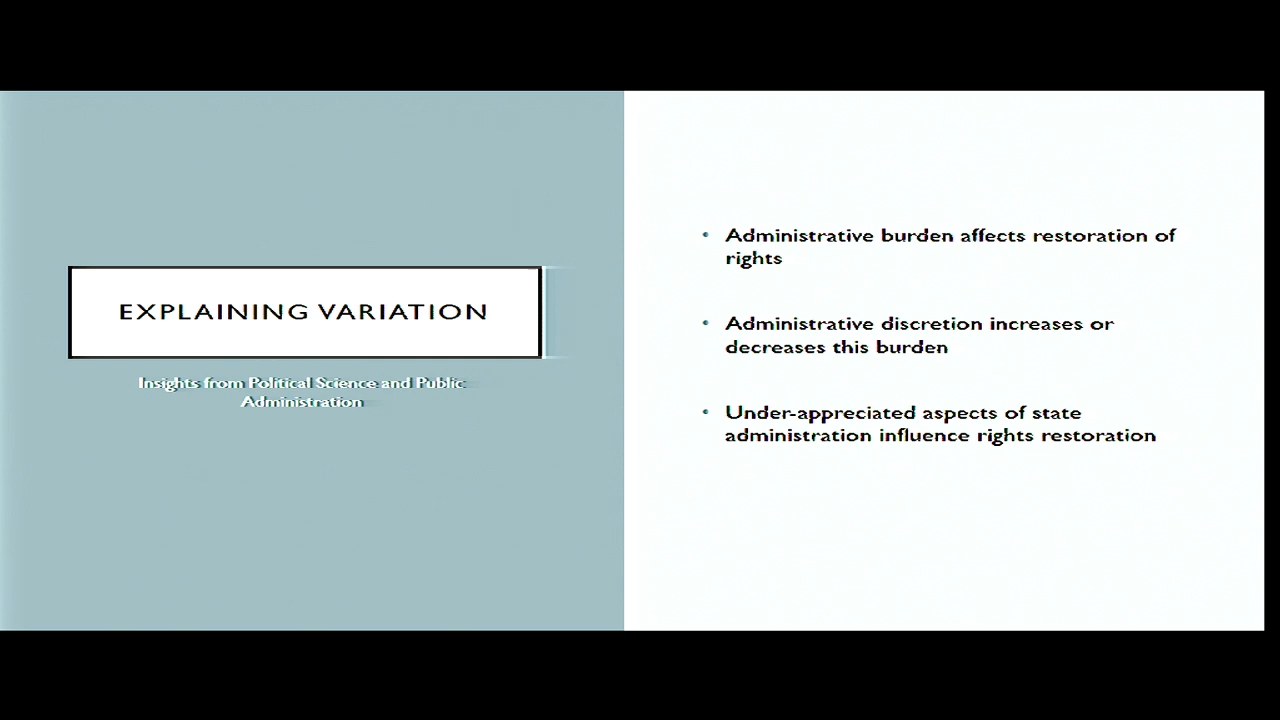 EXPLAINING VARIATION
Insights from Political Science and Public
Administration
• Administrative burden affects restoration of
rights
• Administrative discretion increases or
decreases this burden
• Under-appreciated aspects of state
administration influence rights restoration